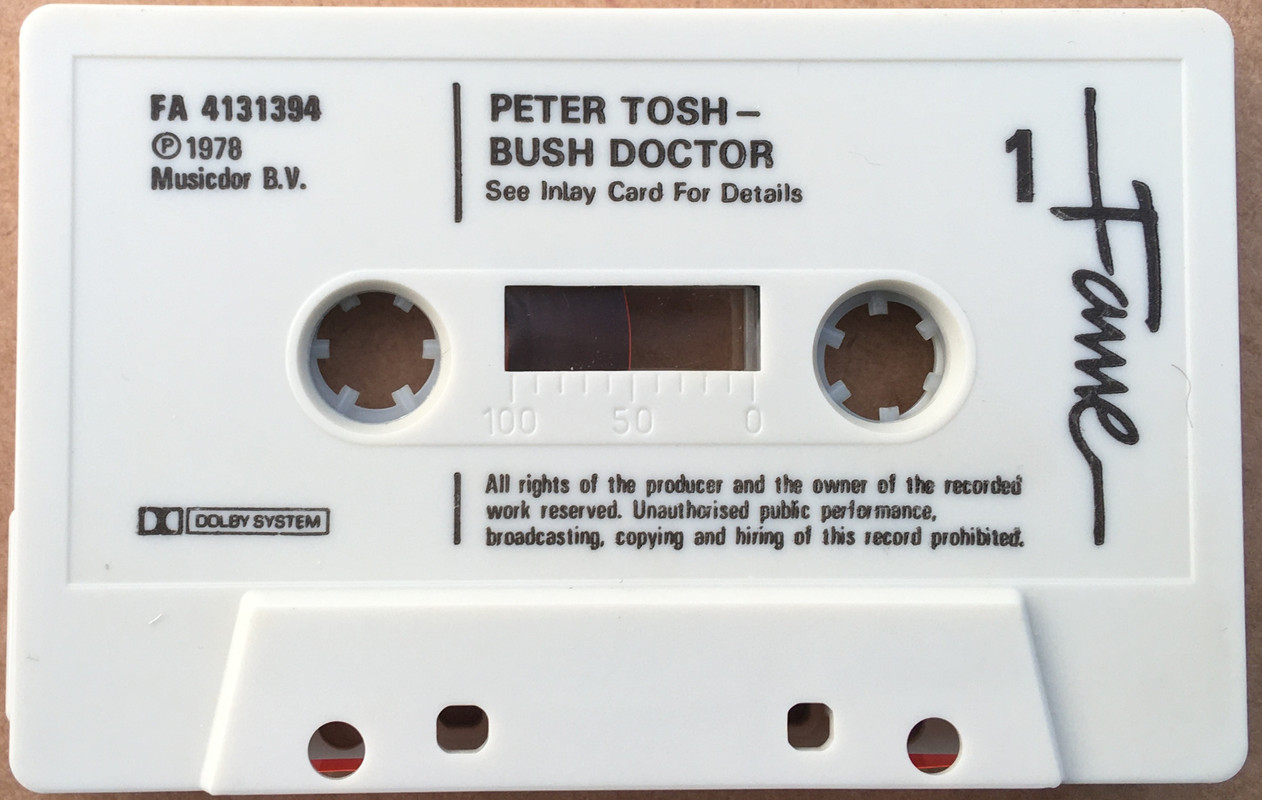 FA 4131394
Ⓟ 1978
Musicdor B.V.
PETER TOSH –
BUSH DOCTOR
See Inlay Card For Details
1
Fame
100 50 0
DOLBY SYSTEM
All rights of the producer and the owner of the recorded
work reserved. Unauthorised public performance,
broadcasting, copying and hiring of this record prohibited.